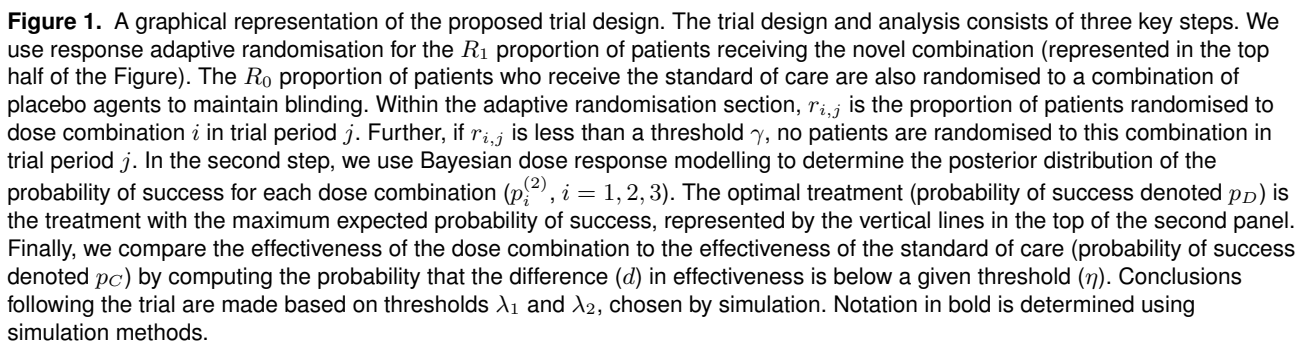 Figure 1. A graphical representation of the proposed trial design. The trial design and analysis consists of three key steps. We
use response adaptive randomisation for the R₁ proportion of patients receiving the novel combination (represented in the top
half of the Figure). The R₀ proportion of patients who receive the standard of care are also randomised to a combination of
placebo agents to maintain blinding. Within the adaptive randomisation section, rᵢ,ⱼ is the proportion of patients randomised to
dose combination i in trial period j. Further, if rᵢ,ⱼ is less than a threshold γ, no patients are randomised to this combination in
trial period j. In the second step, we use Bayesian dose response modelling to determine the posterior distribution of the
probability of success for each dose combination (pᵢ⁽²⁾, i = 1, 2, 3). The optimal treatment (probability of success denoted p_D) is
the treatment with the maximum expected probability of success, represented by the vertical lines in the top of the second panel.
Finally, we compare the effectiveness of the dose combination to the effectiveness of the standard of care (probability of success
denoted p_C) by computing the probability that the difference (d) in effectiveness is below a given threshold (η). Conclusions
following the trial are made based on thresholds λ₁ and λ₂, chosen by simulation. Notation in bold is determined using
simulation methods.